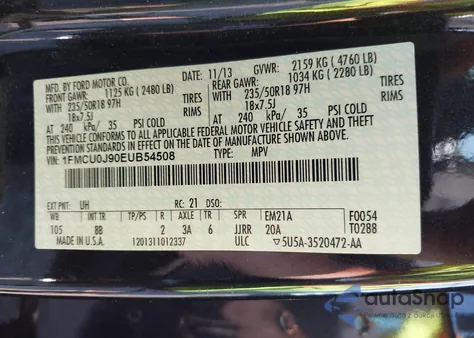 MFD. BY FORD MOTOR CO.
DATE: 11/13 GVWR: 2159 KG ( 4760 LB)
FRONT GAWR: 1125 KG ( 2480 LB) REAR GAWR: 1034 KG ( 2280 LB)
235/50R18 97H TIRES 235/50R18 97H TIRES
18x7.5J RIMS 18x7.5J RIMS
AT 240 kPa/ 35 PSI COLD AT 240 kPa/ 35 PSI COLD
THIS VEHICLE CONFORMS TO ALL APPLICABLE FEDERAL MOTOR VEHICLE SAFETY AND THEFT
PREVENTION STANDARDS IN EFFECT ON THE DATE OF MANUFACTURE SHOWN ABOVE.
VIN: 1FMCU0J90EUB54508 TYPE: MPV
EXT PNT: UH RC: 21 DSO:
WB INT TR TP/PS R AXLE TR SPR EM21A F0054
105 BB 2 3A 6 JJRR 20A T0288
MADE IN U.S.A. 1201311012337 ULC 5U5A-3520472-AA
autaShop